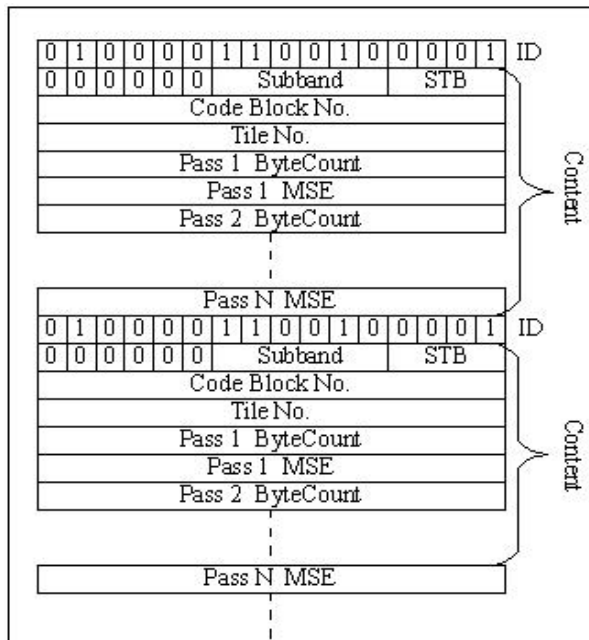 0 1 0 0 0 0 1 1 0 0 1 0 0 0 0 1 ID
0 0 0 0 0 0 Subband STB
Code Block No.
Tile No.
Pass 1 ByteCount
Pass 1 MSE
Pass 2 ByteCount
Pass N MSE
Content
0 1 0 0 0 0 1 1 0 0 1 0 0 0 0 1 ID
0 0 0 0 0 0 Subband STB
Code Block No.
Tile No.
Pass 1 ByteCount
Pass 1 MSE
Pass 2 ByteCount
Pass N MSE
Content